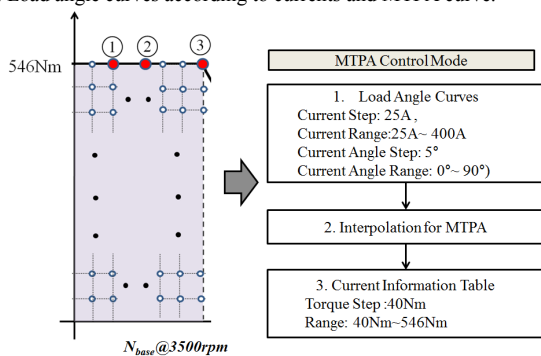 Load angle curves according to currents and MTPA curve.
1 2 3
546Nm
N_base@3500rpm
MTPA Control Mode
1. Load Angle Curves
Current Step: 25A ,
Current Range:25A~ 400A
Current Angle Step: 5°
Current Angle Range: 0°~ 90°)
2. Interpolation for MTPA
3. Current Information Table
Torque Step :40Nm
Range: 40Nm~546Nm